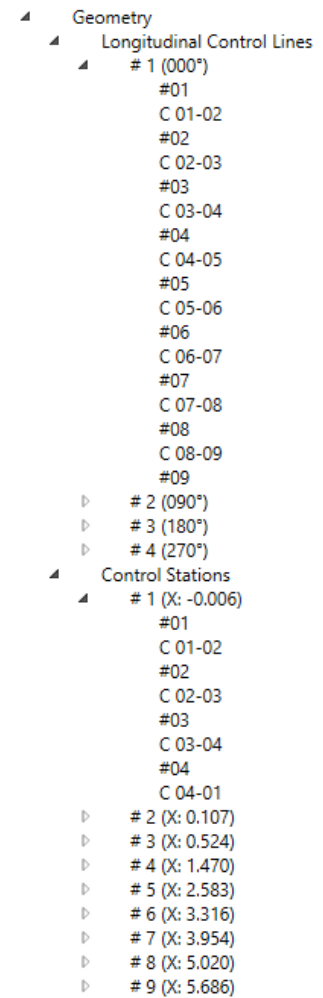 Geometry
Longitudinal Control Lines
# 1 (000°)
#01
C 01-02
#02
C 02-03
#03
C 03-04
#04
C 04-05
#05
C 05-06
#06
C 06-07
#07
C 07-08
#08
C 08-09
#09
# 2 (090°)
# 3 (180°)
# 4 (270°)
Control Stations
# 1 (X: -0.006)
#01
C 01-02
#02
C 02-03
#03
C 03-04
#04
C 04-01
# 2 (X: 0.107)
# 3 (X: 0.524)
# 4 (X: 1.470)
# 5 (X: 2.583)
# 6 (X: 3.316)
# 7 (X: 3.954)
# 8 (X: 5.020)
# 9 (X: 5.686)